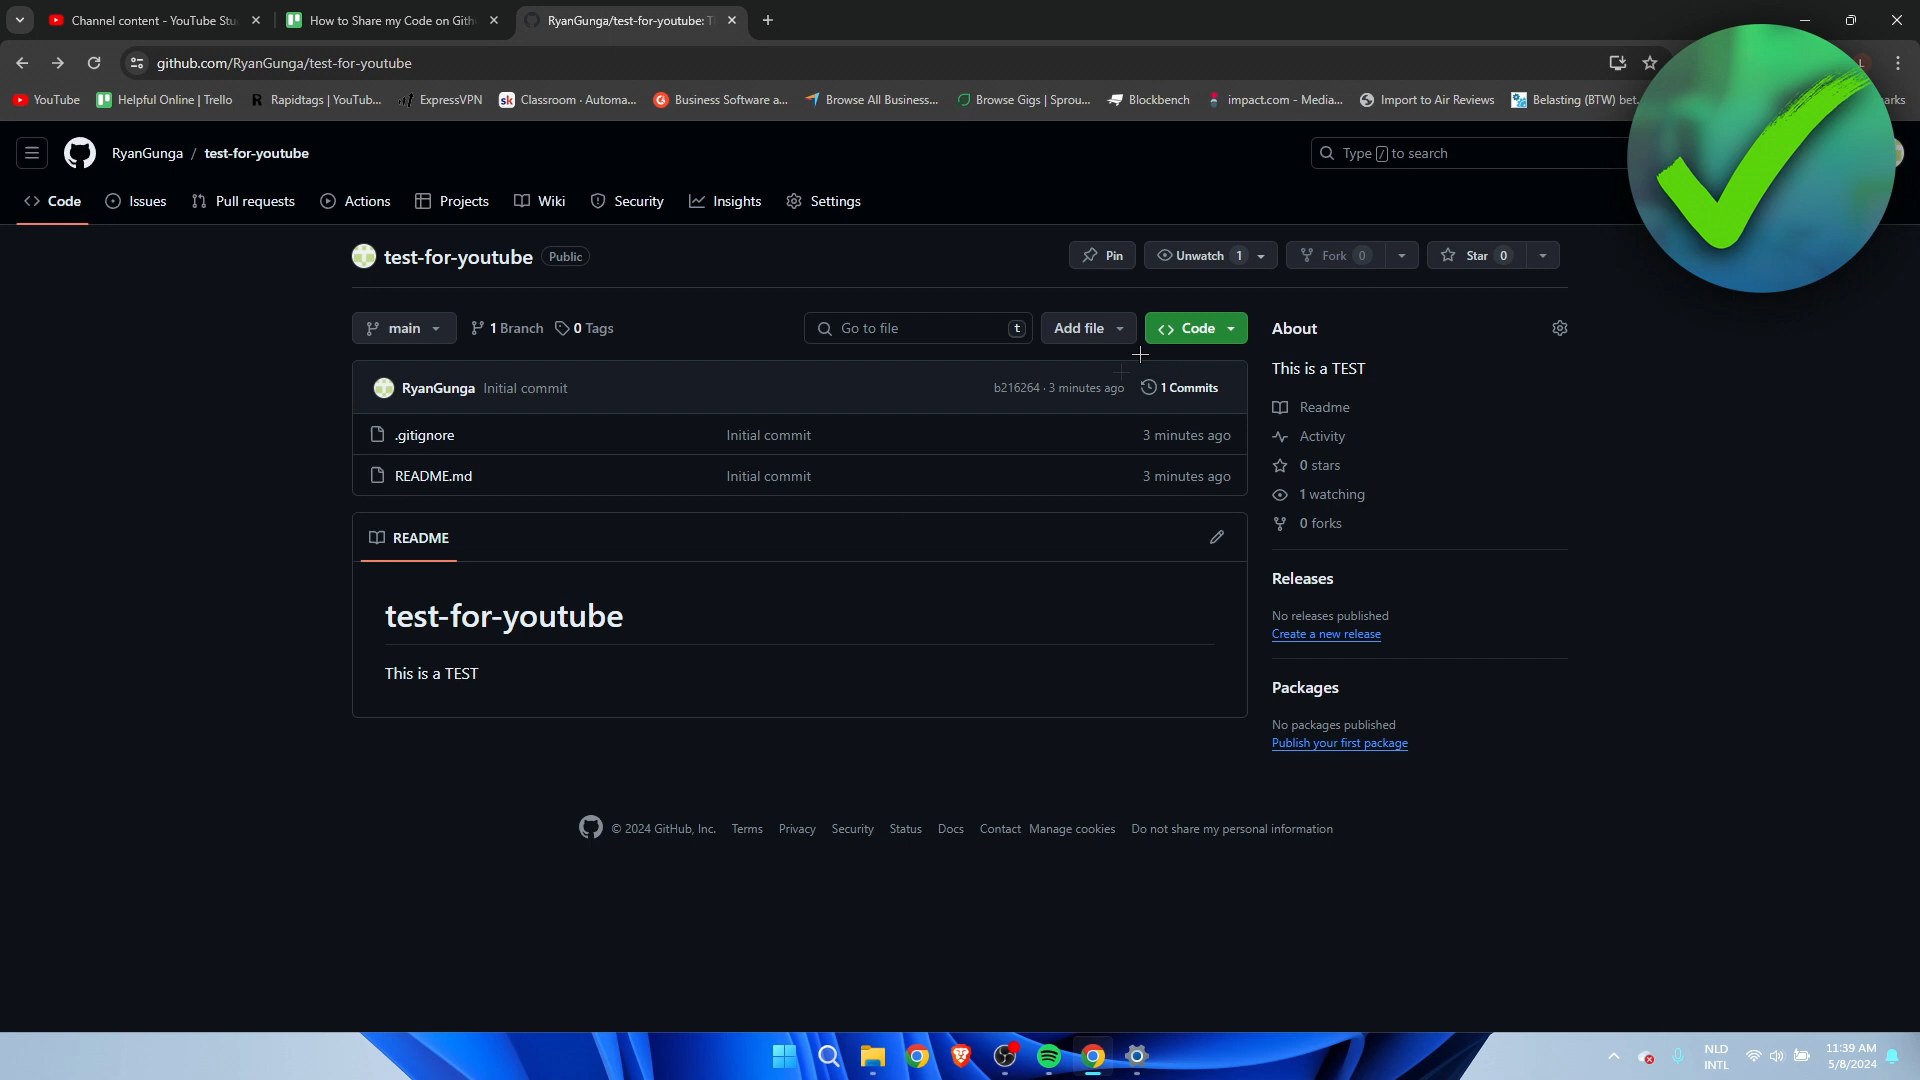 Channel content - YouTube Stu
How to Share my Code on Gith
RyanGunga/test-for-youtube: T
github.com/RyanGunga/test-for-youtube
YouTube
Helpful Online | Trello
Rapidtags | YouTub...
ExpressVPN
Classroom - Automa...
Business Software a...
Browse All Business...
Browse Gigs | Sprou...
Blockbench
impact.com - Media...
Import to Air Reviews
Belasting (BTW) bet.
RyanGunga / test-for-youtube
Type / to search
Code
Issues
Pull requests
Actions
Projects
Wiki
Security
Insights
Settings
test-for-youtube
Public
Pin
Unwatch 1
Fork 0
Star 0
main
1 Branch
0 Tags
Go to file
t
Add file
Code
About
This is a TEST
RyanGunga Initial commit
b216264 · 3 minutes ago
1 Commits
.gitignore
Initial commit
3 minutes ago
README.md
Initial commit
3 minutes ago
Readme
Activity
0 stars
1 watching
0 forks
README
test-for-youtube
This is a TEST
Releases
No releases published
Create a new release
Packages
No packages published
Publish your first package
© 2024 GitHub, Inc.
Terms
Privacy
Security
Status
Docs
Contact
Manage cookies
Do not share my personal information
NLD
INTL
11:39 AM
5/8/2024